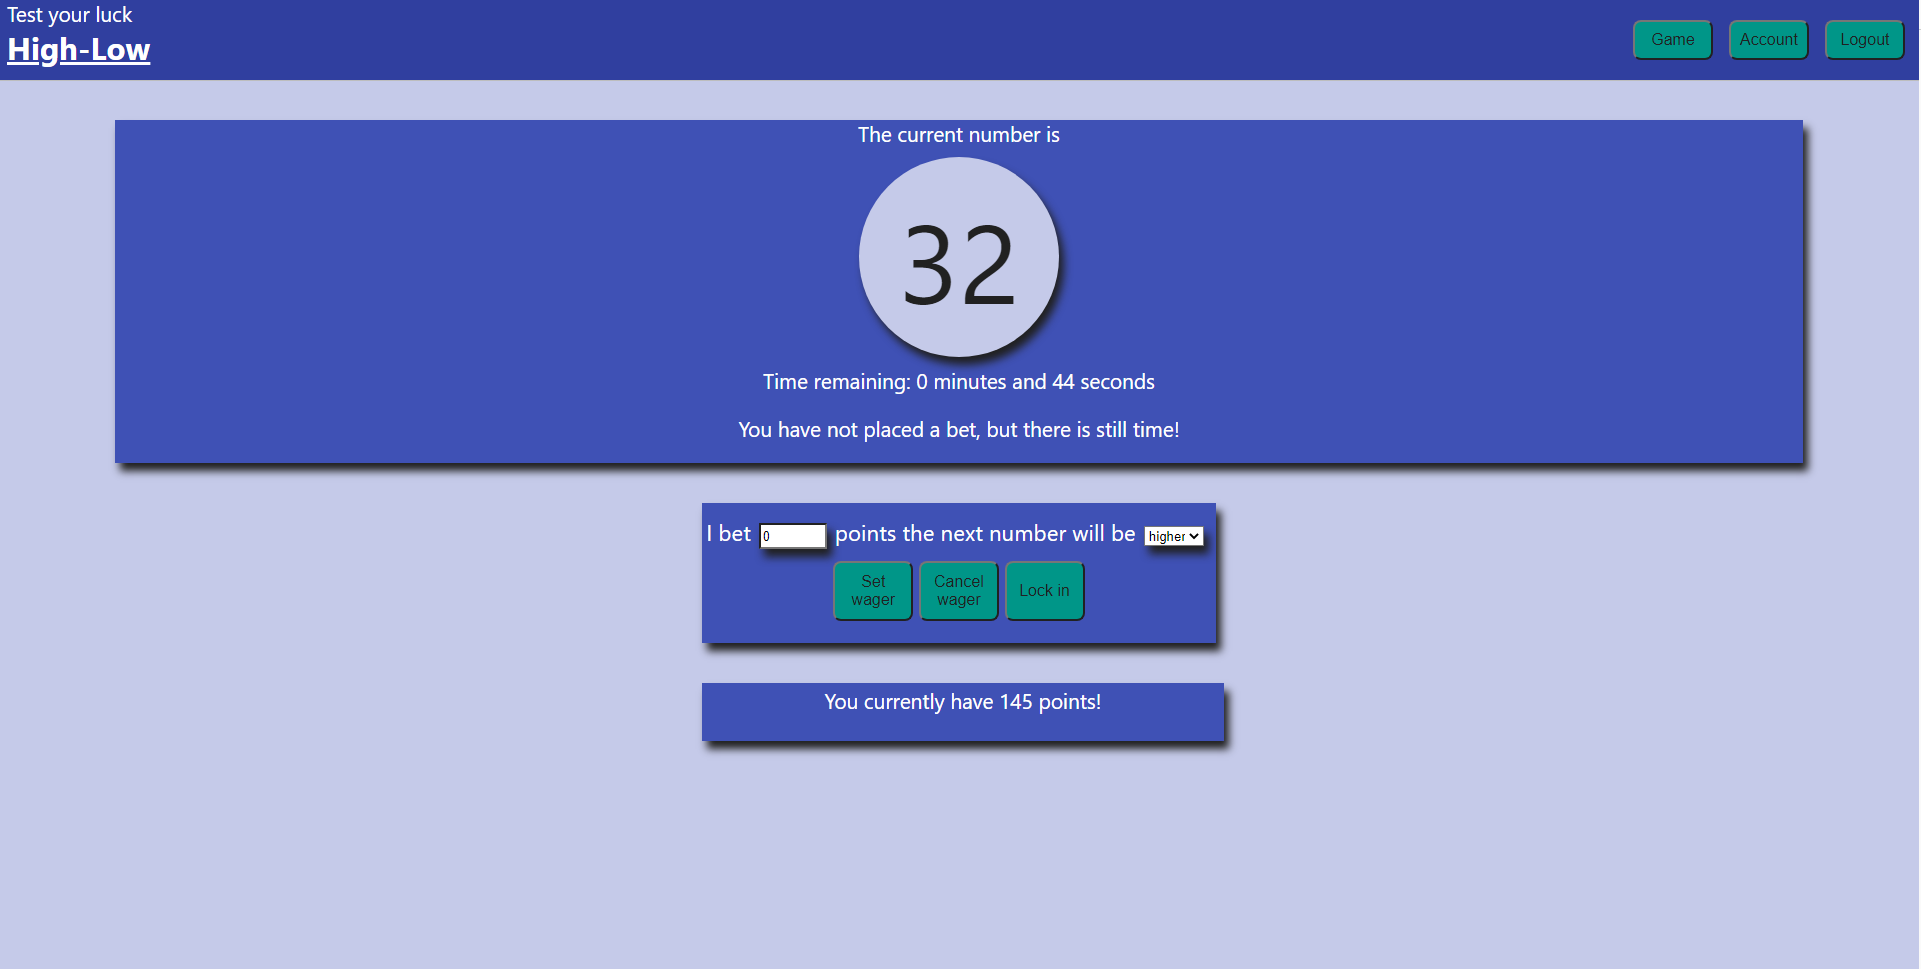 Test your luck
High-Low
Game Account Logout
The current number is
32
Time remaining: 0 minutes and 44 seconds
You have not placed a bet, but there is still time!
I bet 0 points the next number will be higher
Set wager
Cancel wager
Lock in
You currently have 145 points!